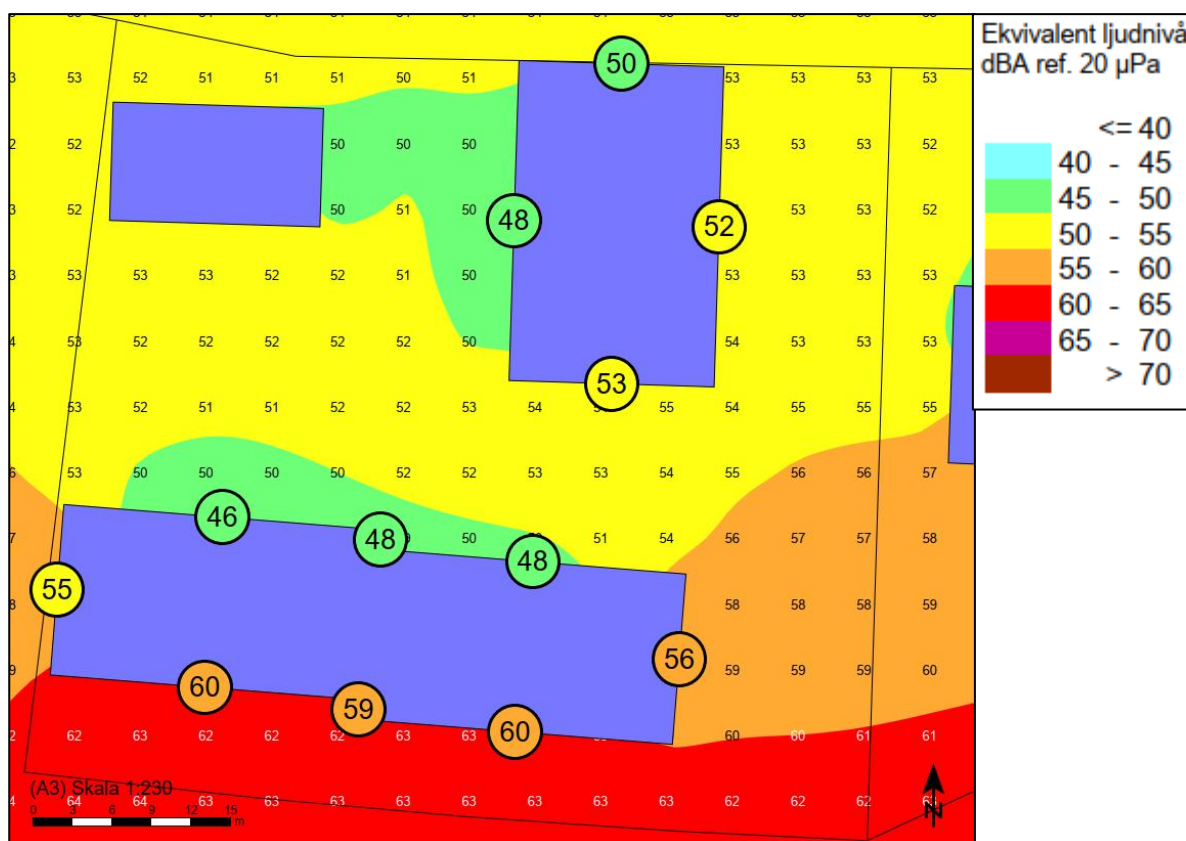 Ekvivalent ljudnivå
dBA ref. 20 µPa
<= 40
40 - 45
45 - 50
50 - 55
55 - 60
60 - 65
65 - 70
> 70
50
53 52 51 51 51 50 51 53 53 53 53
52 50 50 50 53 53 53 52
52 50 51 50 48 52 53 53 52
53 53 53 52 52 51 50 53 53 53 53
53 52 52 52 52 52 50 54 53 53 53
53
53 52 51 51 52 52 53 54 55 54 55 55 55
53 50 50 50 50 52 52 53 53 54 55 56 56 57
46
48 50 51 54 56 57 57 58
48
55 58 58 58 59
56 59 59 59 60
60 59
62 63 62 62 62 63 63 60 60 60 61 61
(A3) Skala 1:230
64 64 63 63 63 63 63 63 63 62 62 62
0 3 6 9 12 15
m
N